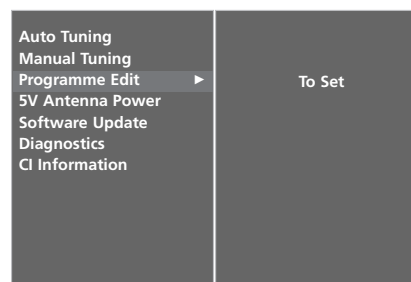 Auto Tuning
Manual Tuning
Programme Edit ►
To Set
5V Antenna Power
Software Update
Diagnostics
CI Information